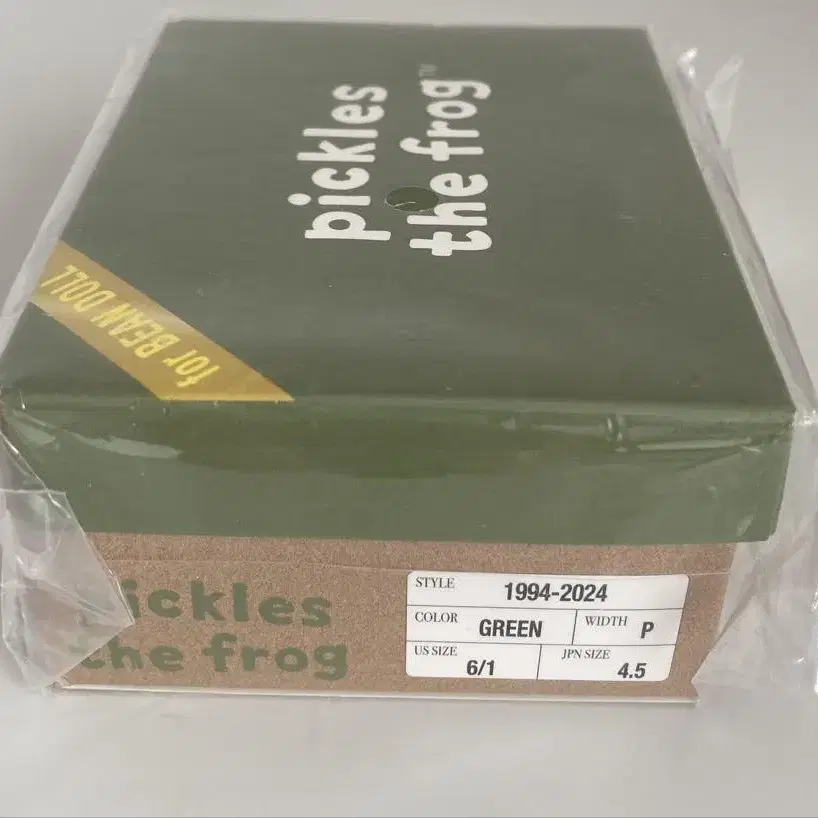 pickles
the frog™
for BEAN DOLL
pickles
the frog
STYLE 1994-2024
COLOR GREEN WIDTH P
US SIZE 6/1 JPN SIZE 4.5